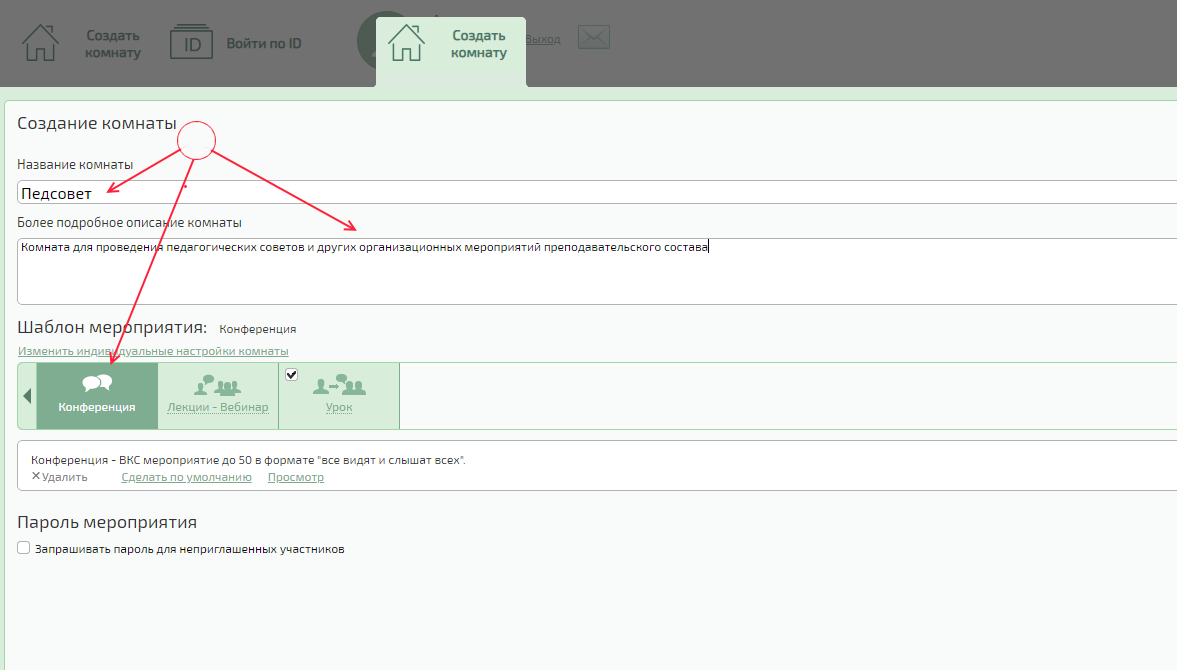 Создать
комнату
ID
Войти по ID
Создать
комнату
Выход
Создание комнаты
Название комнаты
Педсовет
Более подробное описание комнаты
Комната для проведения педагогических советов и других организационных мероприятий преподавательского состава
Шаблон мероприятия: Конференция
Изменить индивидуальные настройки комнаты
Конференция
Лекции - Вебинар
Урок
Конференция - ВКС мероприятие до 50 в формате "все видят и слышат всех".
Удалить Сделать по умолчанию Просмотр
Пароль мероприятия
Запрашивать пароль для неприглашенных участников